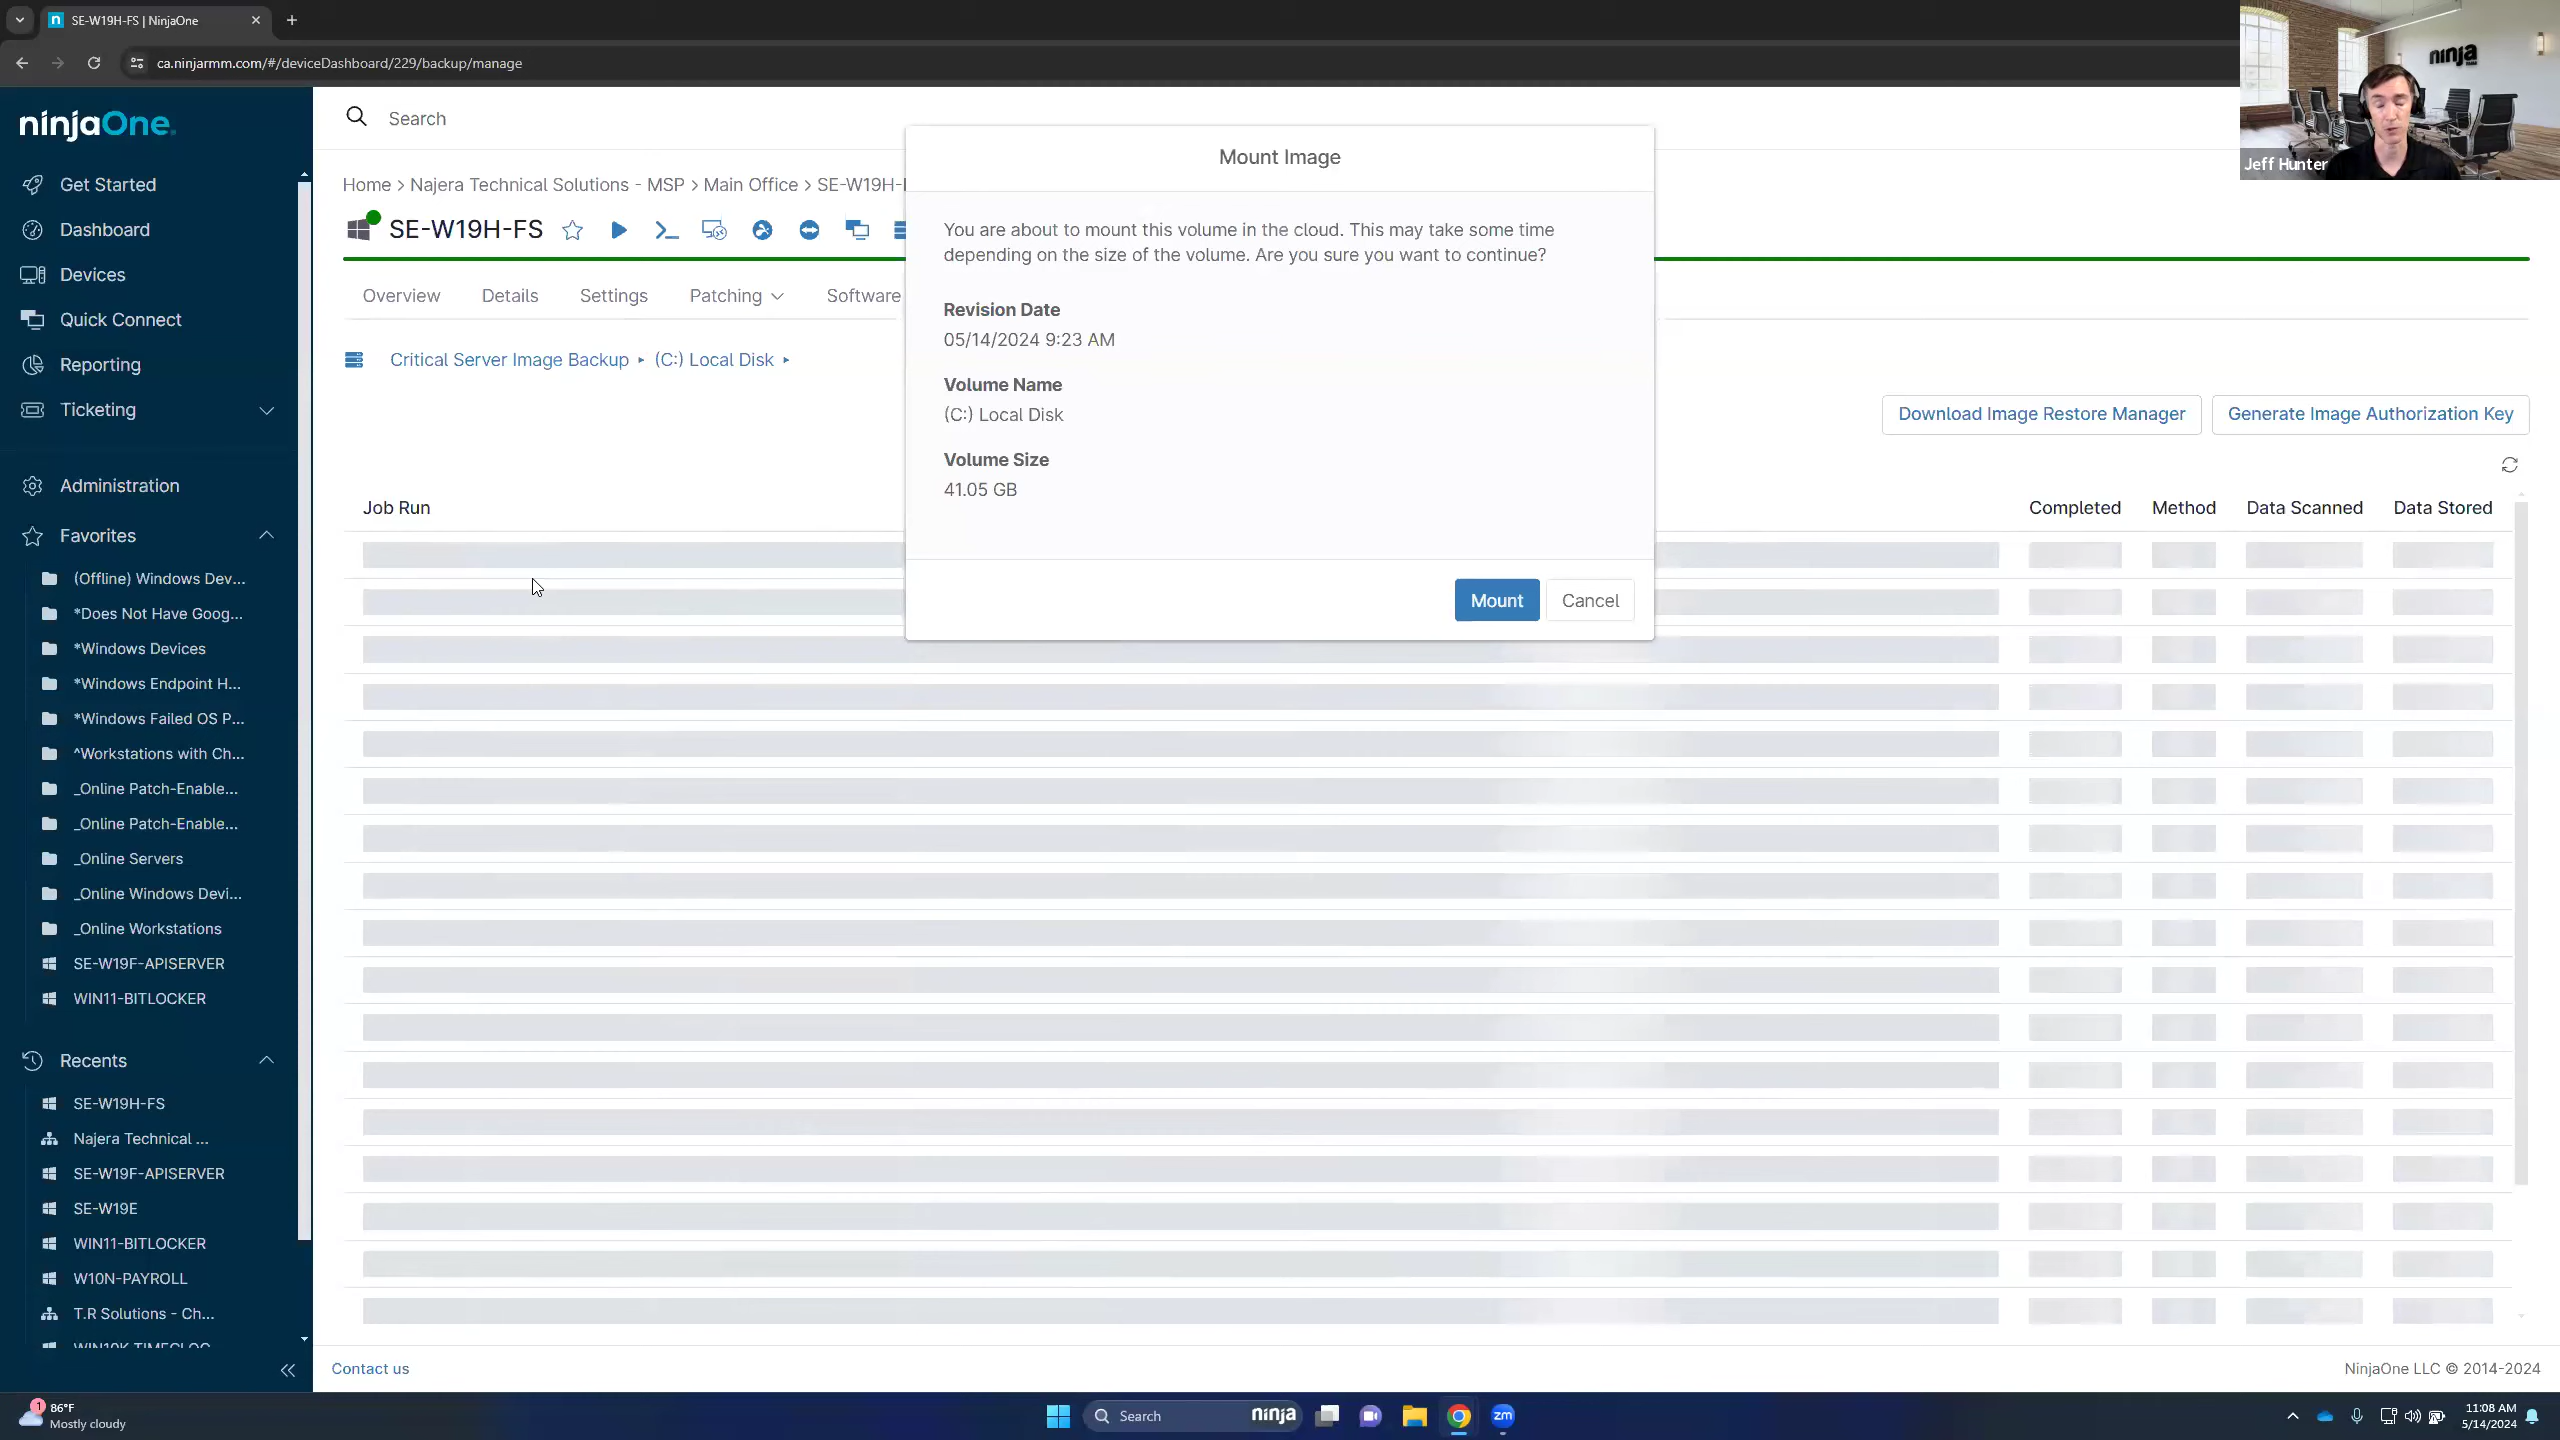 SE-W19H-FS | NinjaOne
ca.ninjarmm.com/#/deviceDashboard/229/backup/manage
ninja
Jeff Hunter
ninjaOne.
Get Started
Dashboard
Devices
Quick Connect
Reporting
Ticketing
Administration
Favorites
(Offline) Windows Dev...
*Does Not Have Goog...
*Windows Devices
*Windows Endpoint H...
*Windows Failed OS P...
^Workstations with Ch...
_Online Patch-Enable...
_Online Patch-Enable...
_Online Servers
_Online Windows Devi...
_Online Workstations
SE-W19F-APISERVER
WIN11-BITLOCKER
Recents
SE-W19H-FS
Najera Technical ...
SE-W19F-APISERVER
SE-W19E
WIN11-BITLOCKER
W10N-PAYROLL
T.R Solutions - Ch...
Search
Home > Najera Technical Solutions - MSP > Main Office > SE-W19H-
SE-W19H-FS
Overview Details Settings Patching Software
Critical Server Image Backup (C:) Local Disk
Download Image Restore Manager Generate Image Authorization Key
Job Run Completed Method Data Scanned Data Stored
Mount Image
You are about to mount this volume in the cloud. This may take some time
depending on the size of the volume. Are you sure you want to continue?
Revision Date
05/14/2024 9:23 AM
Volume Name
(C:) Local Disk
Volume Size
41.05 GB
Mount Cancel
Contact us
NinjaOne LLC © 2014-2024
1
86°F
Mostly cloudy
Search
ninja
zm
11:08 AM
5/14/2024